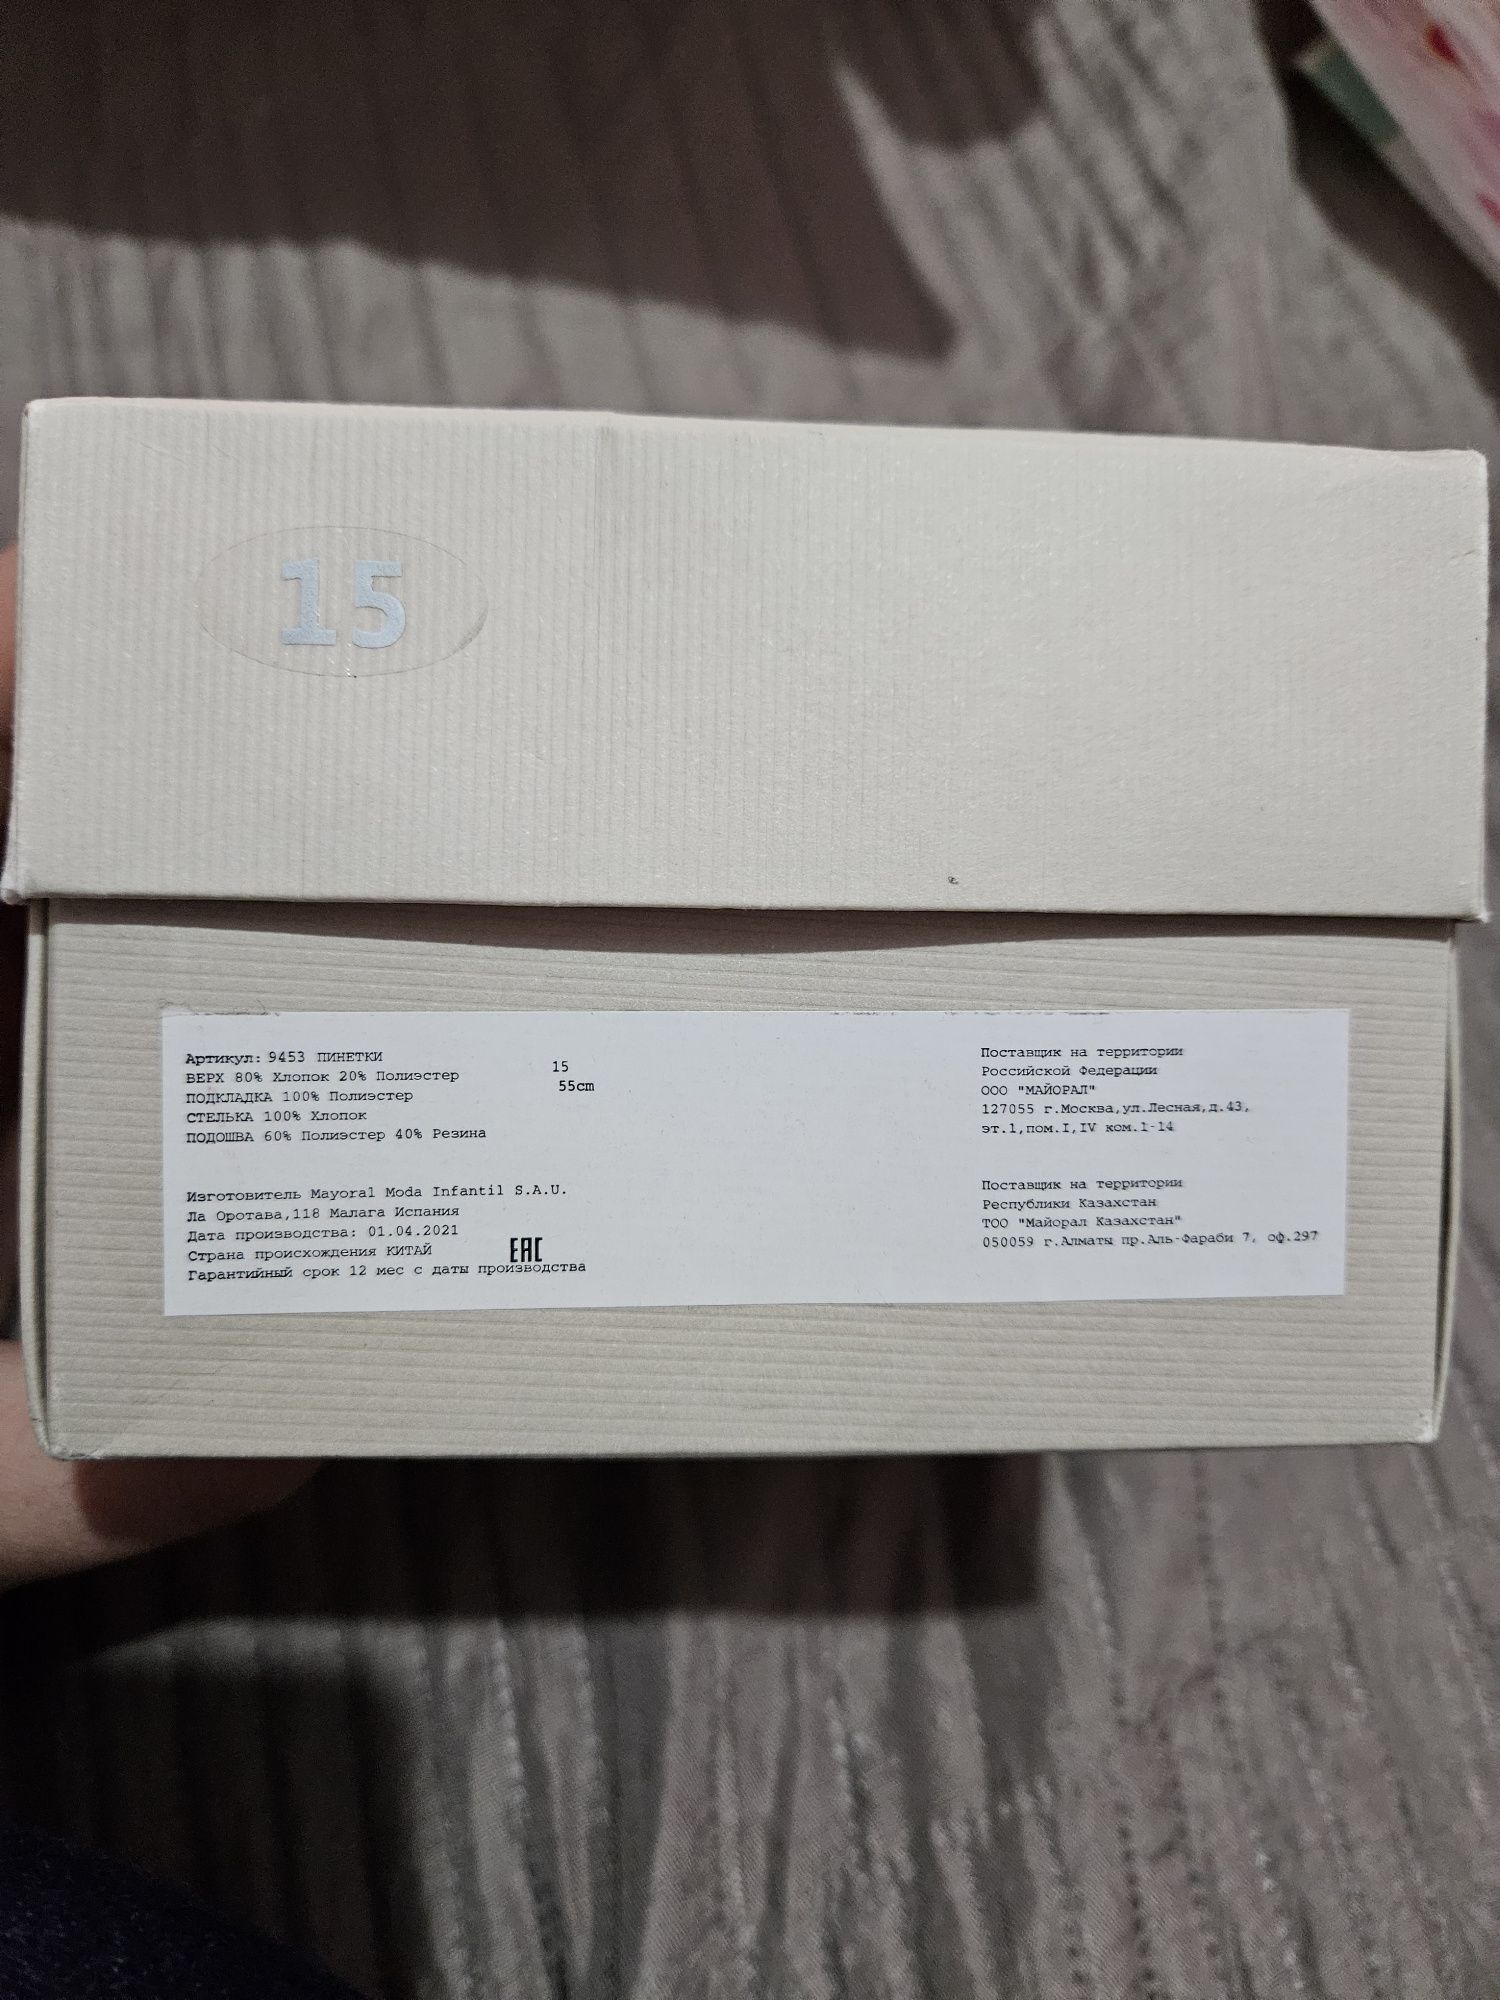 15
Артикул: 9453 ПИНЕТКИ
ВЕРХ 80% Хлопок 20% Полиэстер
ПОДКЛАДКА 100% Полиэстер
СТЕЛЬКА 100% Хлопок
ПОДОШВА 60% Полиэстер 40% Резина
15
55cm
Изготовитель Mayoral Moda Infantil S.A.U.
Ла Оротава,118 Малага Испания
Дата производства: 01.04.2021
Страна происхождения КИТАЙ
EAC
Гарантийный срок 12 мес с даты производства
Поставщик на территории
Российской Федерации
ООО "МАЙОРАЛ"
127055 г.Москва,ул.Лесная,д.43,
эт.1,пом.I,IV ком.1-14
Поставщик на территории
Республики Казахстан
ТОО "Майорал Казахстан"
050059 г.Алматы пр.Аль-Фараби 7, оф.297